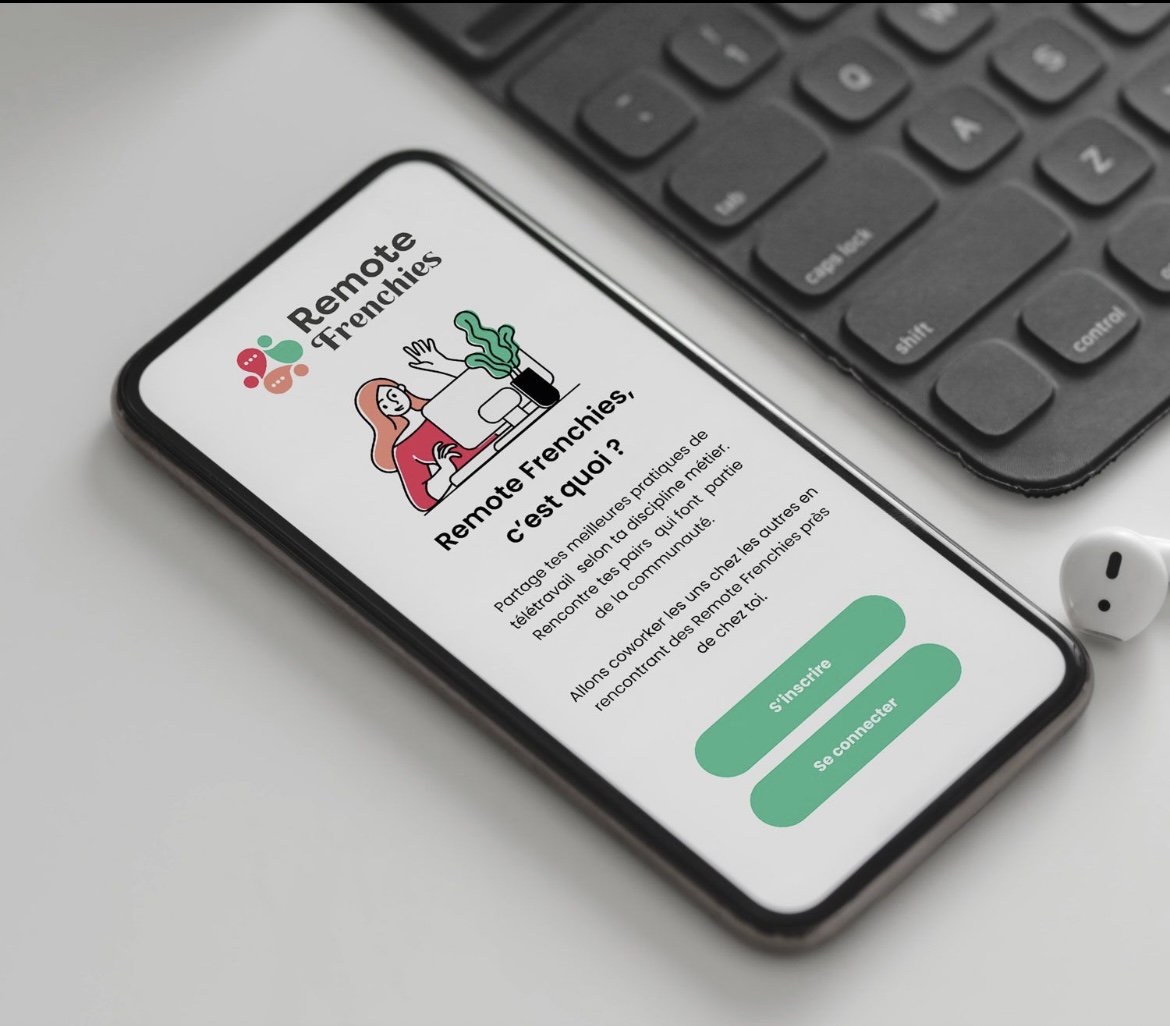 Remote
Frenchies
Remote Frenchies,
c'est quoi ?
Partage tes meilleures pratiques de
télétravail selon ta discipline métier.
Rencontre tes pairs qui font partie
de la communauté.
Allons coworker les uns chez les autres en
rencontrant des Remote Frenchies près
de chez toi.
S'inscrire
Se connecter
Q
W
A
S
Z
tab
caps lock
shift
control